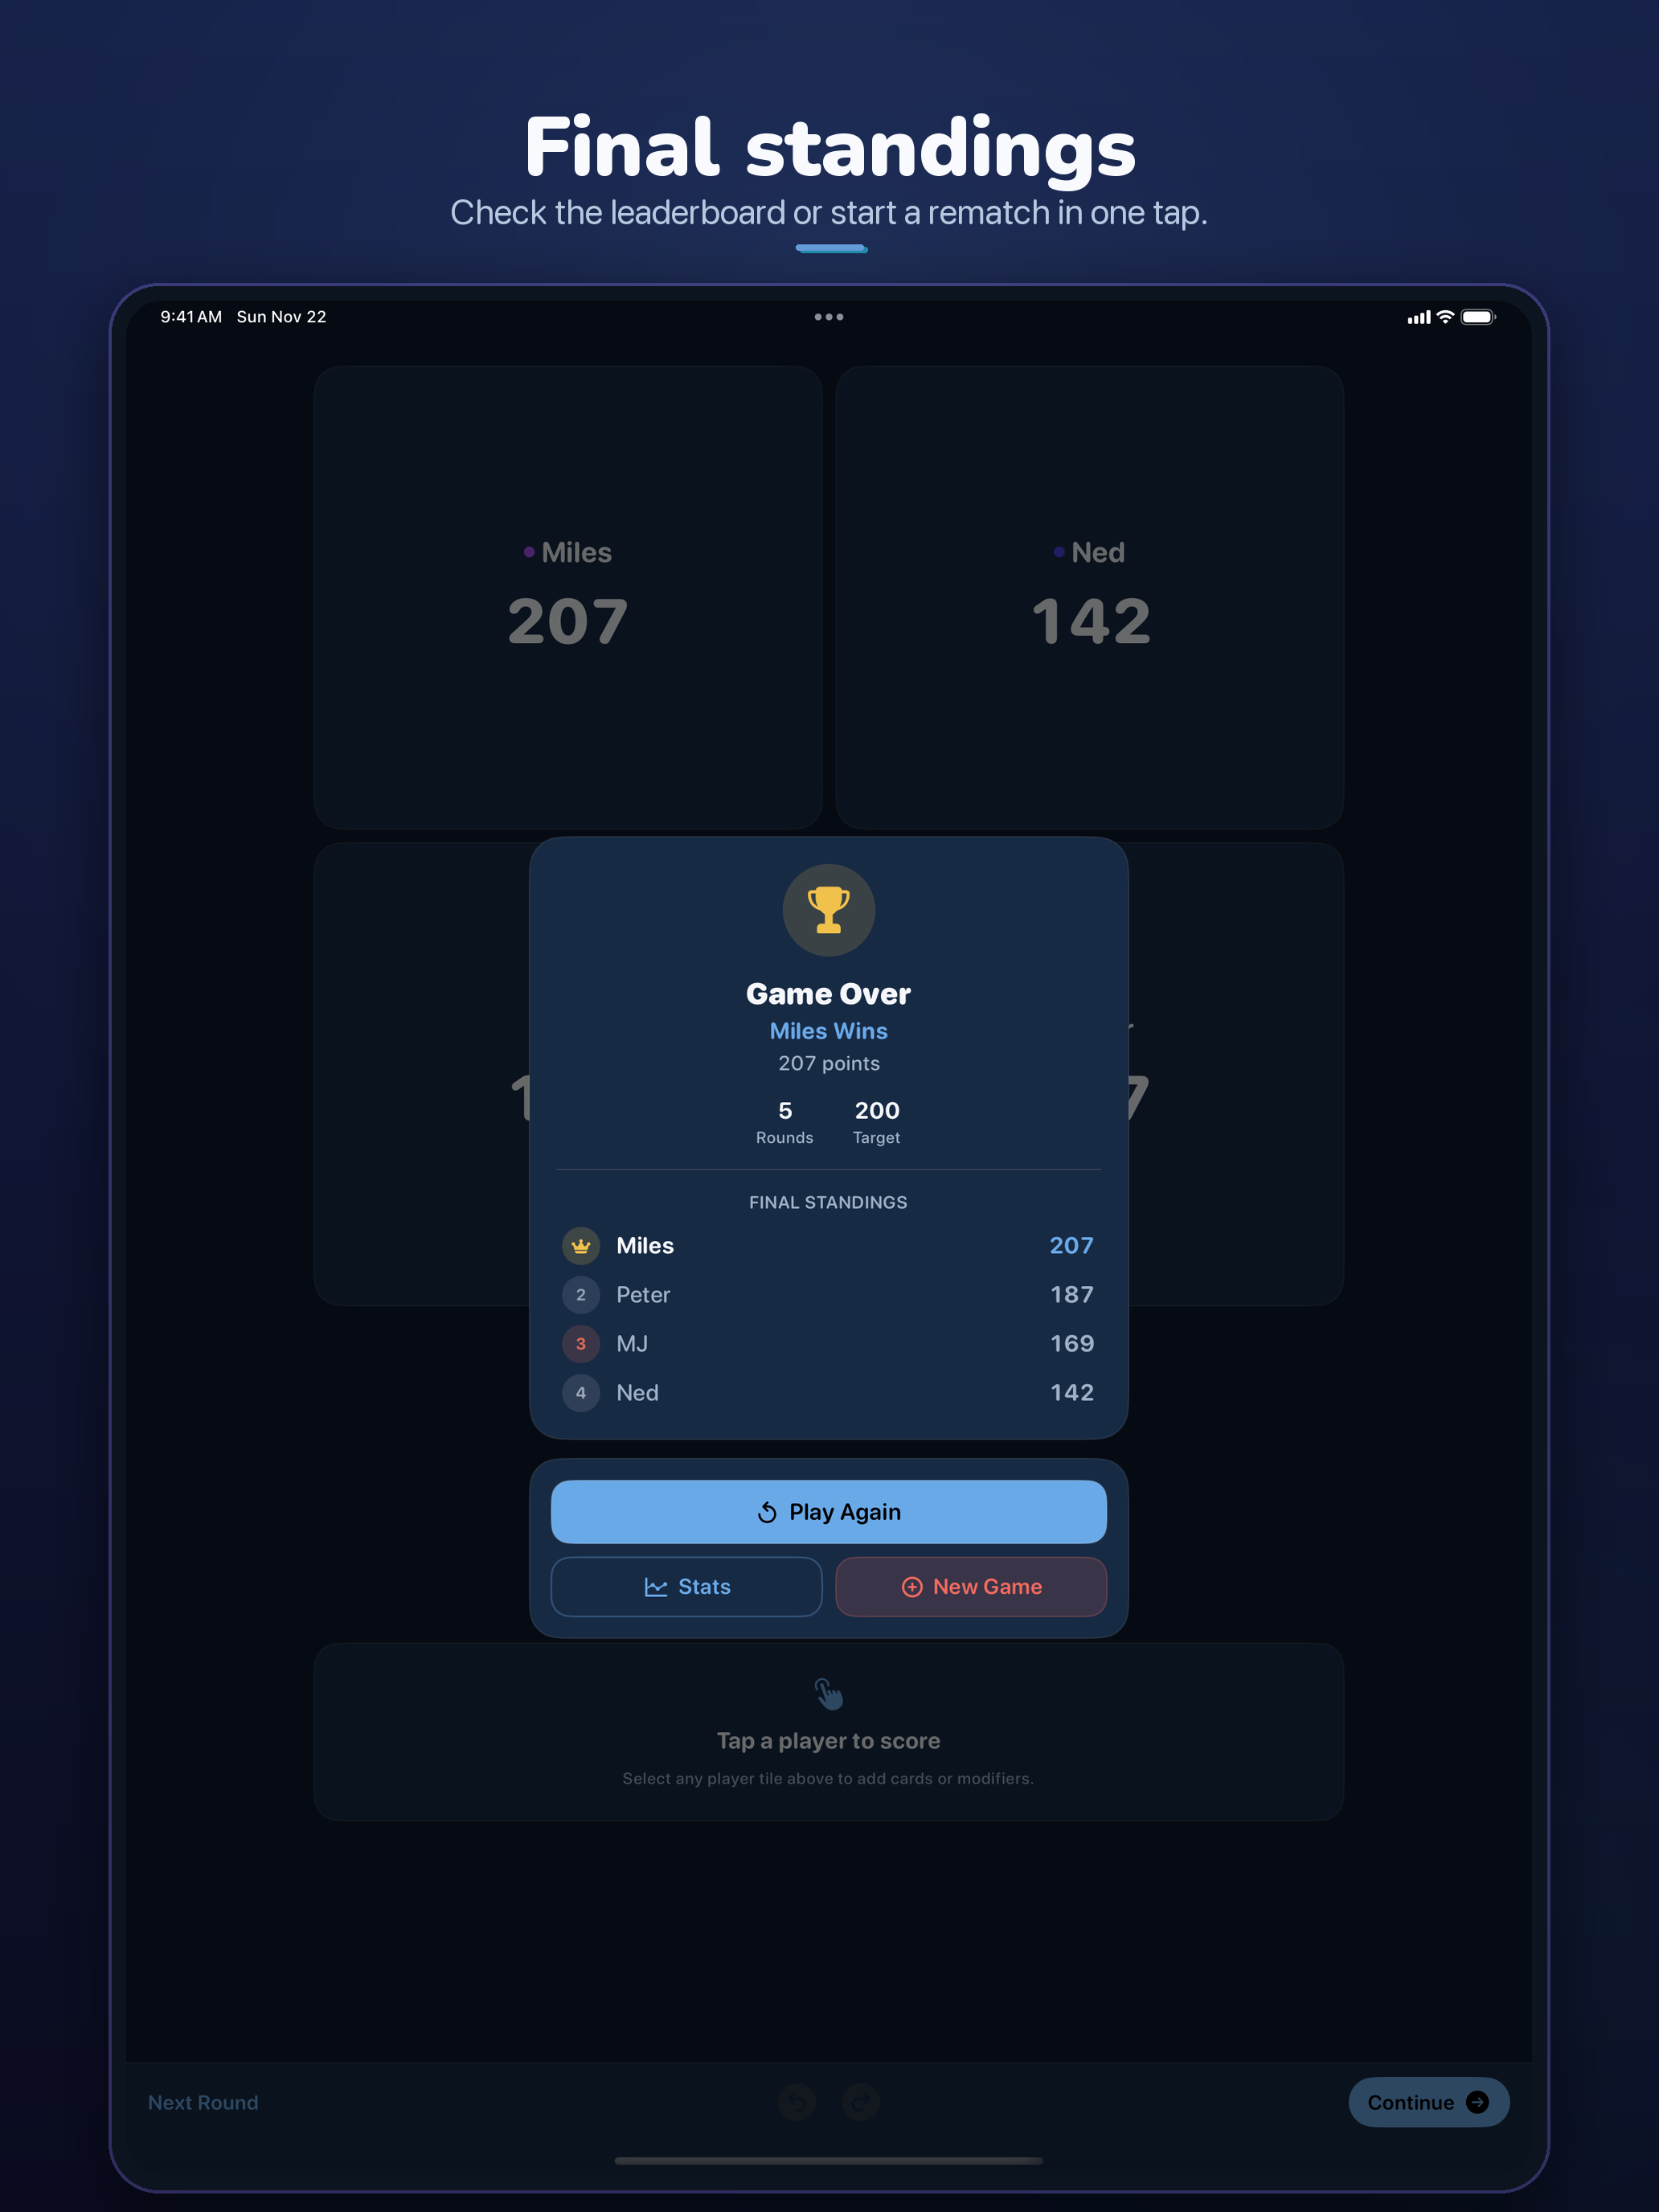 Final standings
Check the leaderboard or start a rematch in one tap.
9:41 AM Sun Nov 22
Miles
207
Ned
142
Game Over
Miles Wins
207 points
5
Rounds
200
Target
FINAL STANDINGS
Miles 207
2 Peter 187
3 MJ 169
4 Ned 142
Play Again
Stats
New Game
Tap a player to score
Select any player tile above to add cards or modifiers.
Next Round
Continue